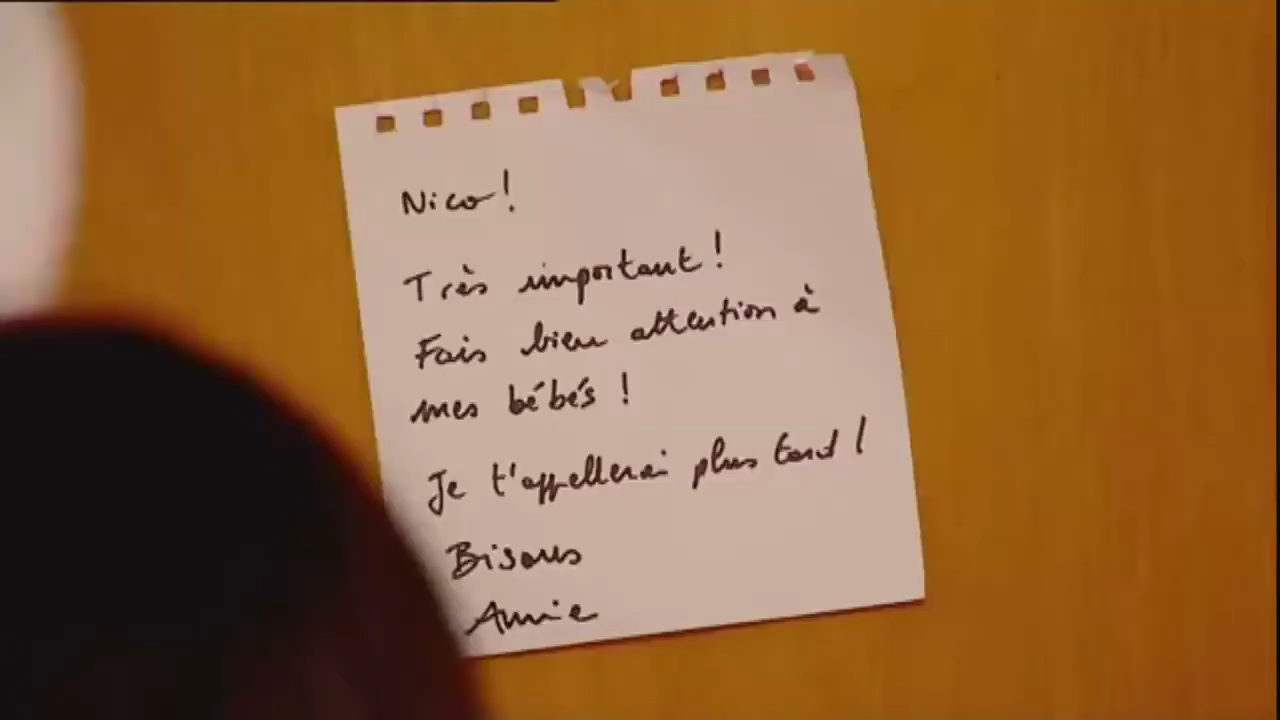 Nico !
Très important !
Fais bien attention à
mes bébés !
Je t'appellerai plus tard !
Bisous
Annie